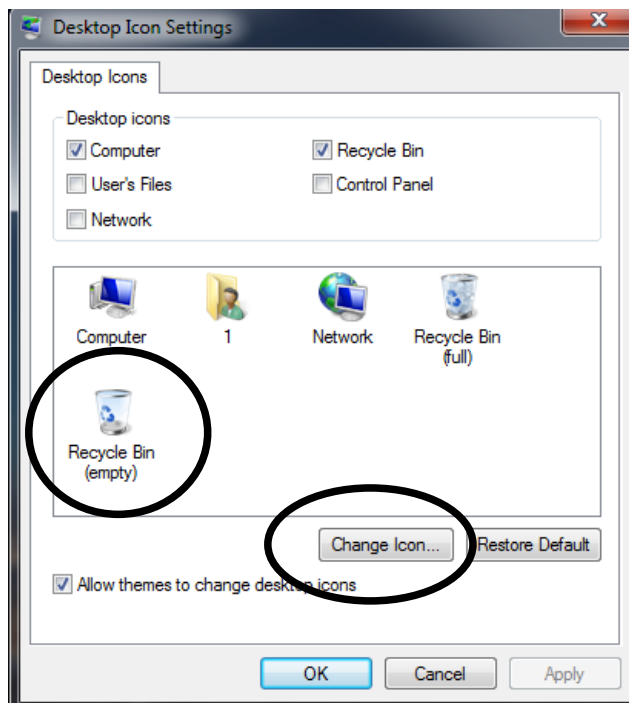 Desktop Icon Settings
Desktop Icons
Desktop icons
Computer
Recycle Bin
User's Files
Control Panel
Network
Computer
1
Network
Recycle Bin
(full)
Recycle Bin
(empty)
Change Icon...
Restore Default
Allow themes to change desktop icons
OK
Cancel
Apply